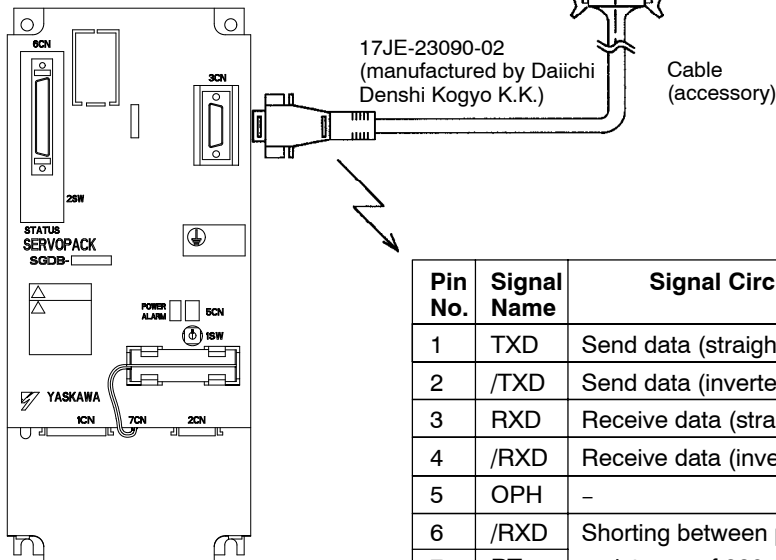 6CN
3CN
17JE-23090-02
(manufactured by Daiichi
Denshi Kogyo K.K.)
Cable
(accessory)
2SW
STATUS
SERVOPACK
SGDB-
POWER
ALARM
5CN
1SW
YASKAWA
1CN
7CN
2CN
Pin No. Signal Name Signal Circ
1 TXD Send data (straigh
2 /TXD Send data (inverte
3 RXD Receive data (stra
4 /RXD Receive data (inve
5 OPH –
6 /RXD Shorting between